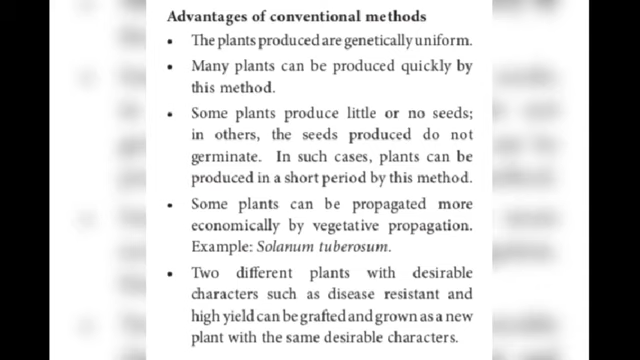 Advantages of conventional methods
• The plants produced are genetically uniform.
• Many plants can be produced quickly by
this method.
• Some plants produce little or no seeds;
in others, the seeds produced do not
germinate. In such cases, plants can be
produced in a short period by this method.
• Some plants can be propagated more
economically by vegetative propagation.
Example: Solanum tuberosum.
• Two different plants with desirable
characters such as disease resistant and
high yield can be grafted and grown as a new
plant with the same desirable characters.